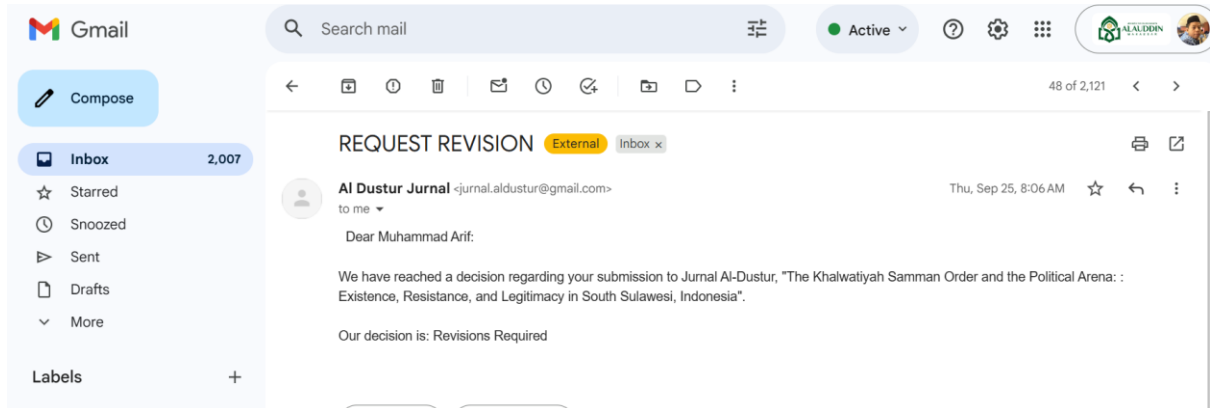 Gmail
Search mail
Active
ALAUDDIN
Compose
48 of 2,121
Inbox 2,007
Starred
Snoozed
Sent
Drafts
More
Labels
REQUEST REVISION External Inbox x
Al Dustur Jurnal <jurnal.aldustur@gmail.com> Thu, Sep 25, 8:06 AM
to me
Dear Muhammad Arif:
We have reached a decision regarding your submission to Jurnal Al-Dustur, "The Khalwatiyah Samman Order and the Political Arena: :
Existence, Resistance, and Legitimacy in South Sulawesi, Indonesia".
Our decision is: Revisions Required